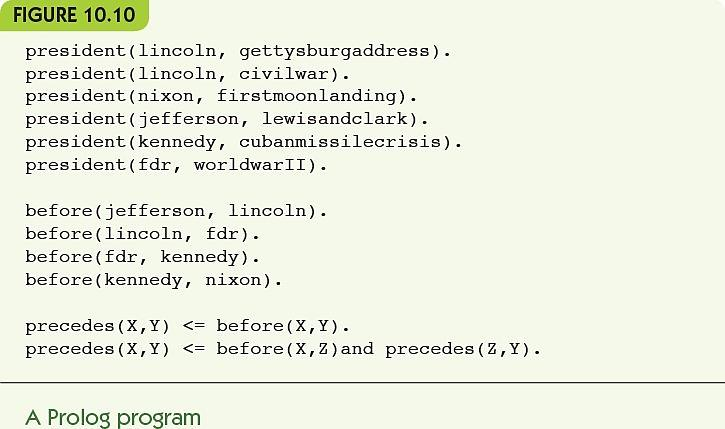 FIGURE 10.10
president(lincoln, gettysburgaddress).
president(lincoln, civilwar).
president(nixon, firstmoonlanding).
president(jefferson, lewisandclark).
president(kennedy, cubanmissilecrisis).
president(fdr, worldwarII).
before(jefferson, lincoln).
before(lincoln, fdr).
before(fdr, kennedy).
before(kennedy, nixon).
precedes(X,Y) <= before(X,Y).
precedes(X,Y) <= before(X,Z)and precedes(Z,Y).
A Prolog program